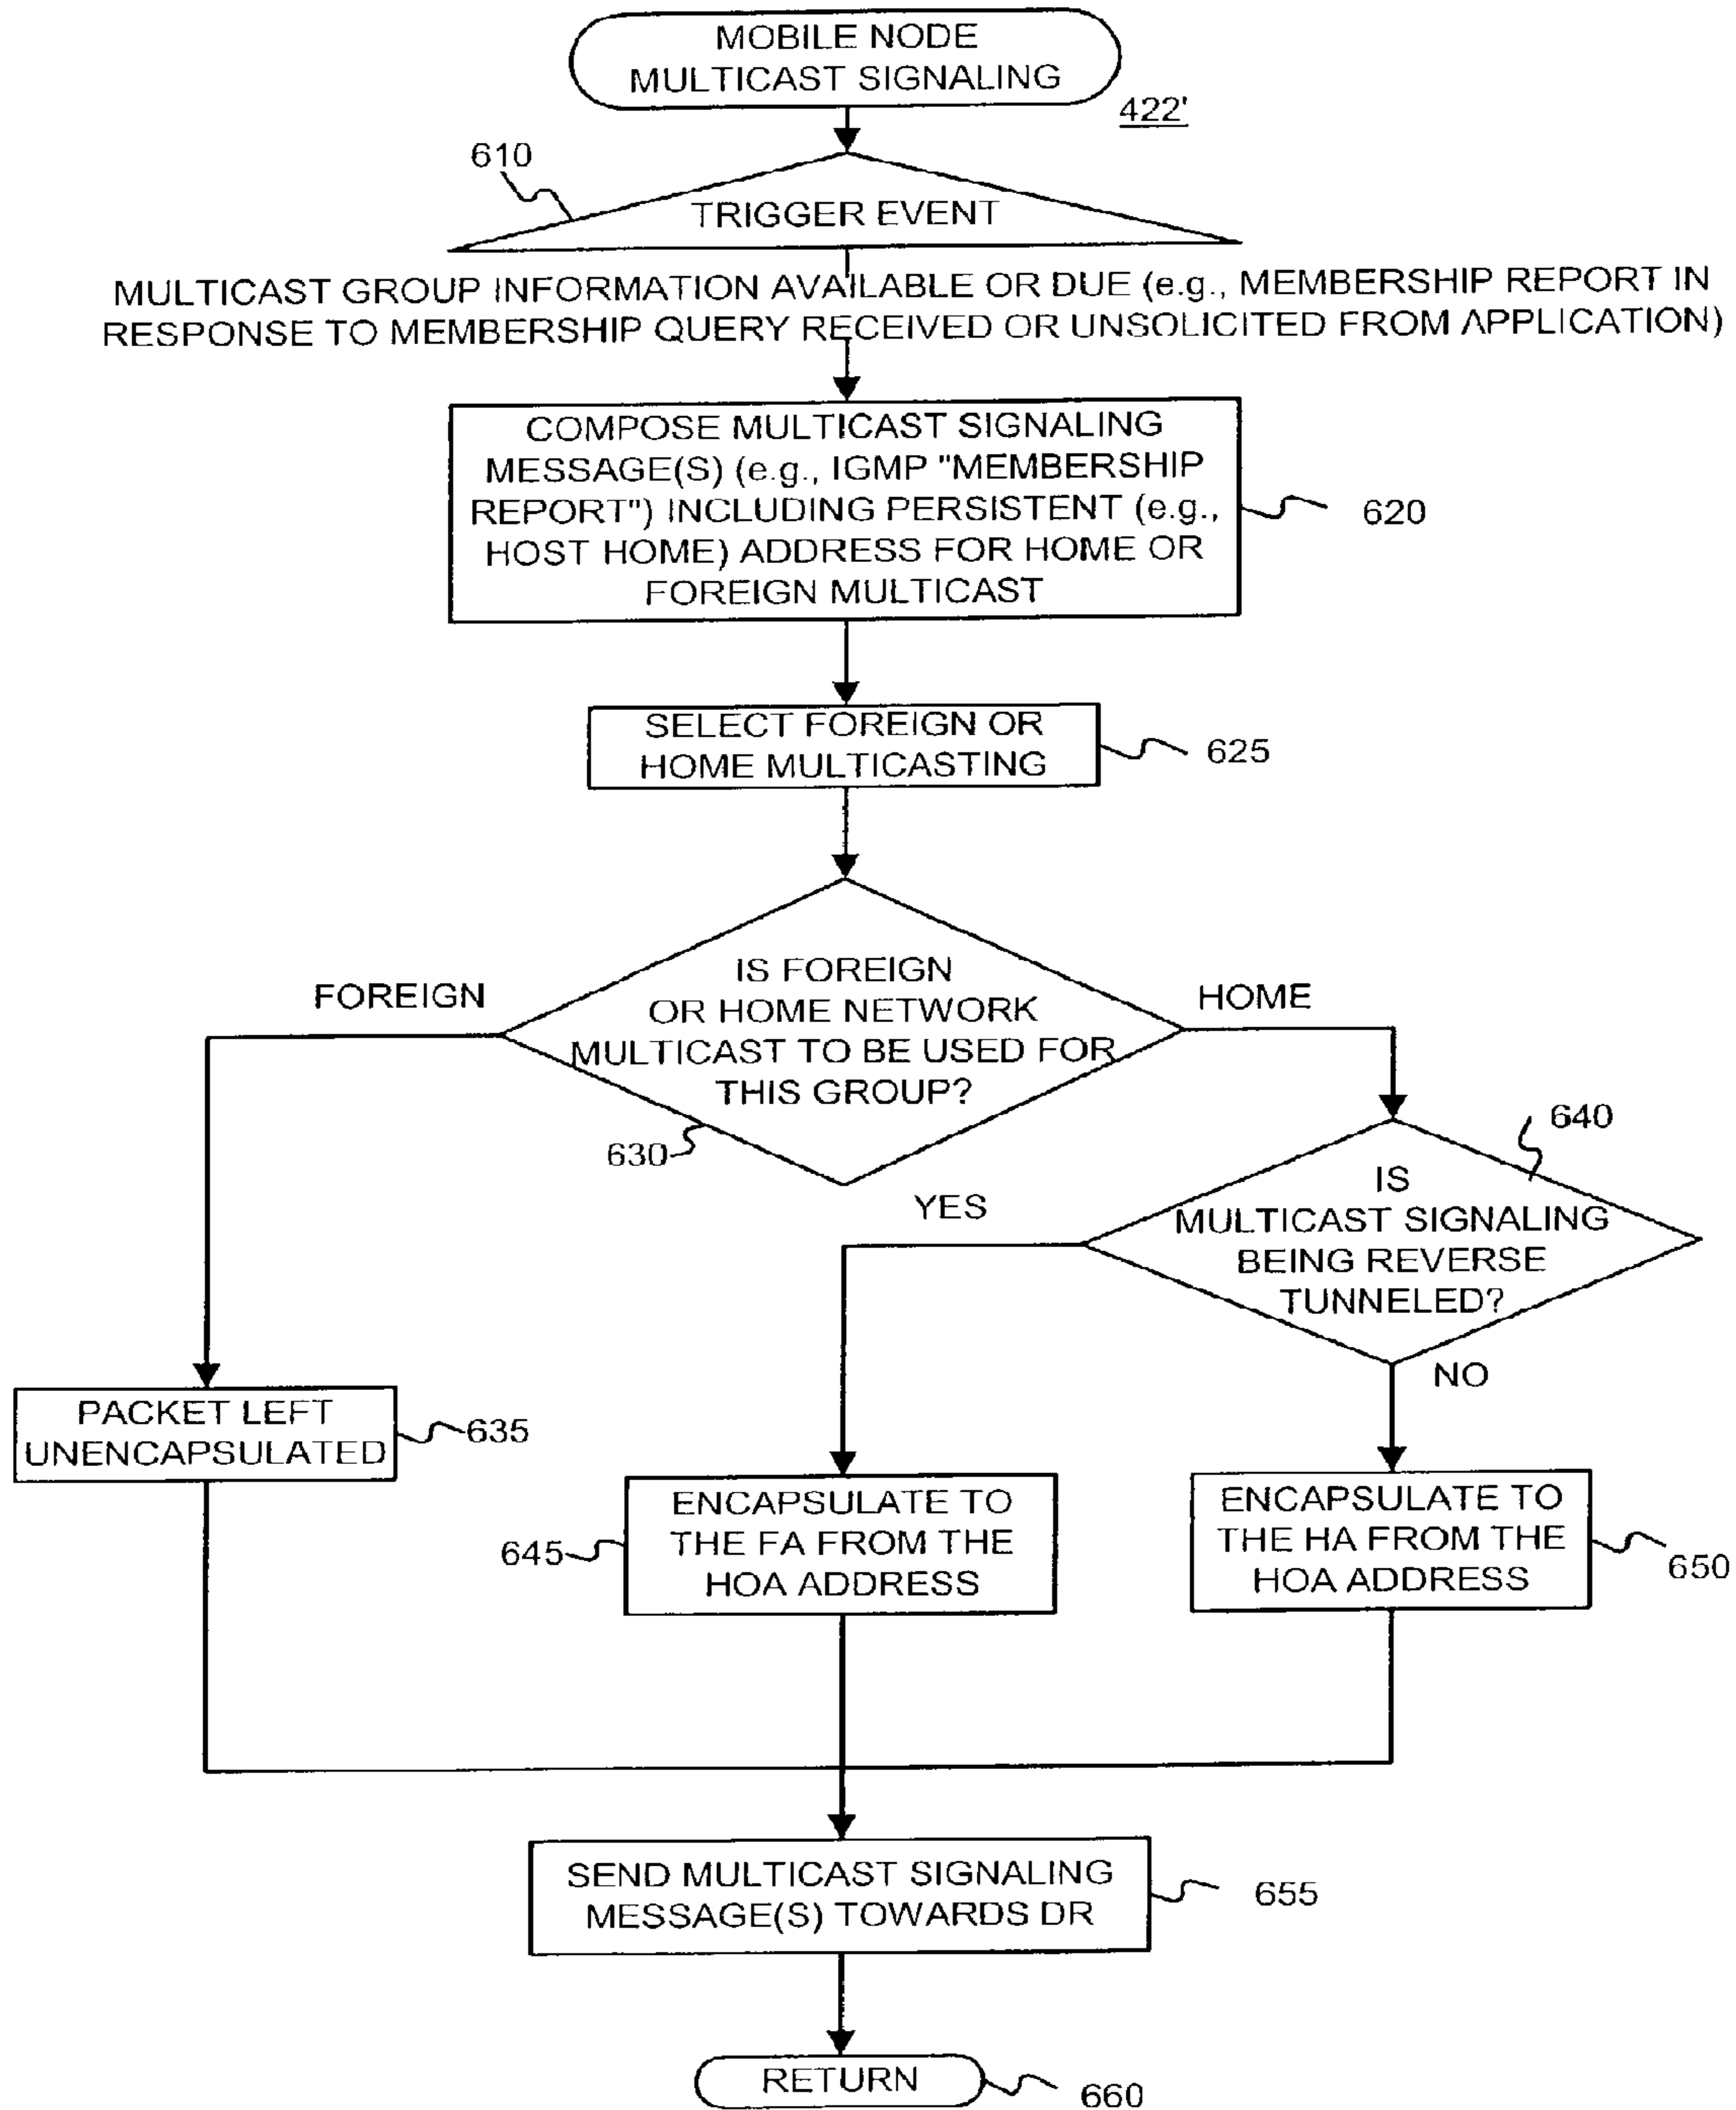 MOBILE NODE
MULTICAST SIGNALING
422'
610
TRIGGER EVENT
MULTICAST GROUP INFORMATION AVAILABLE OR DUE (e.g., MEMBERSHIP REPORT IN
RESPONSE TO MEMBERSHIP QUERY RECEIVED OR UNSOLICITED FROM APPLICATION)
COMPOSE MULTICAST SIGNALING
MESSAGE(S) (e.g., IGMP "MEMBERSHIP
REPORT") INCLUDING PERSISTENT (e.g.,
HOST HOME) ADDRESS FOR HOME OR
FOREIGN MULTICAST
620
SELECT FOREIGN OR
HOME MULTICASTING
625
FOREIGN
IS FOREIGN
OR HOME NETWORK
MULTICAST TO BE USED FOR
THIS GROUP?
HOME
630
640
YES
IS
MULTICAST SIGNALING
BEING REVERSE
TUNNELED?
NO
PACKET LEFT
UNENCAPSULATED
635
ENCAPSULATE TO
THE FA FROM THE
HOA ADDRESS
645
ENCAPSULATE TO
THE HA FROM THE
HOA ADDRESS
650
SEND MULTICAST SIGNALING
MESSAGE(S) TOWARDS DR
655
RETURN
660